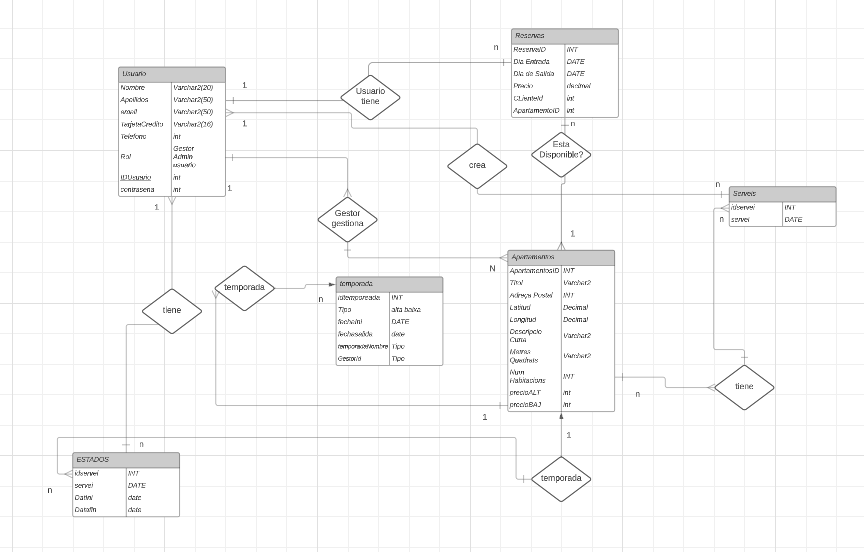 Reservas
ReservaID INT
Dia Entrada DATE
Dia de Salida DATE
Precio decimal
CLienteId int
ApartamentoID int
n
Usuario
Nombre Varchar2(20)
Apellidos Varchar2(50)
email Varchar2(50)
TarjetaCredito Varchar2(16)
Telefono int
Rol Gestor
Admin
usuario
IDUsuario int
contraseña int
1
1
1
1
Usuario
tiene
crea
n
Esta
Disponible?
1
Gestor
gestiona
N
n
n
Serveis
idservei INT
servei DATE
Apartamentos
ApartamentosID INT
Titol Varchar2
Adreça Postal INT
Latitud Decimal
Longitud Decimal
Descripcio
Curta Varchar2
Metres
Quadrats Varchar2
Num
Habitacions INT
precioALT int
precioBAJ int
temporada
n
temporada
idtemporeada INT
Tipo alta baixa
fechaIni DATE
fechasalida date
temporadaNombre Tipo
GestorId Tipo
tiene
n
tiene
1
1
temporada
n
n
ESTADOS
idservei INT
servei DATE
DatIni date
Datafin date